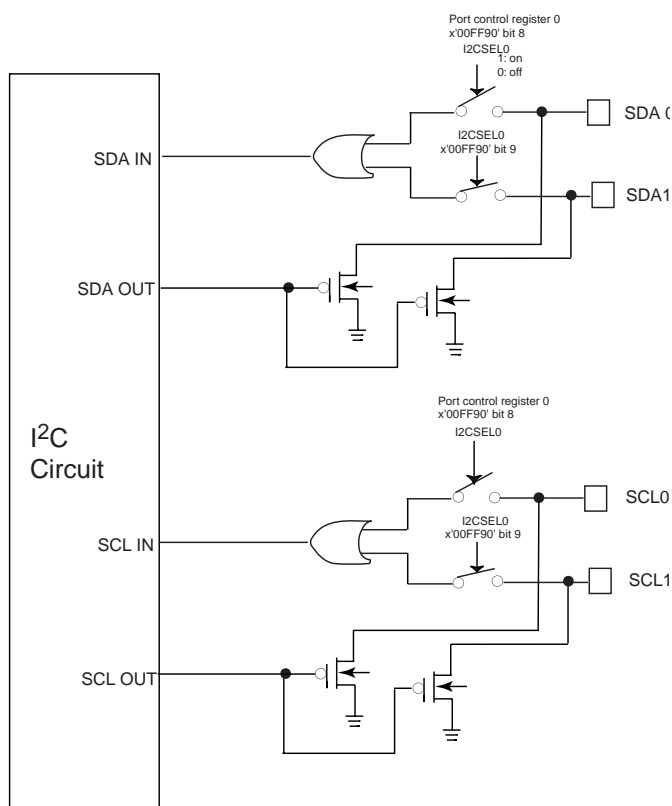 Port control register 0
x'00FF90' bit 8
I2CSEL0
1: on
0: off
SDA 0
I2CSEL0
x'00FF90' bit 9
SDA IN
SDA1
SDA OUT
Port control register 0
x'00FF90' bit 8
I2CSEL0
I²C
Circuit
SCL0
I2CSEL0
x'00FF90' bit 9
SCL IN
SCL1
SCL OUT